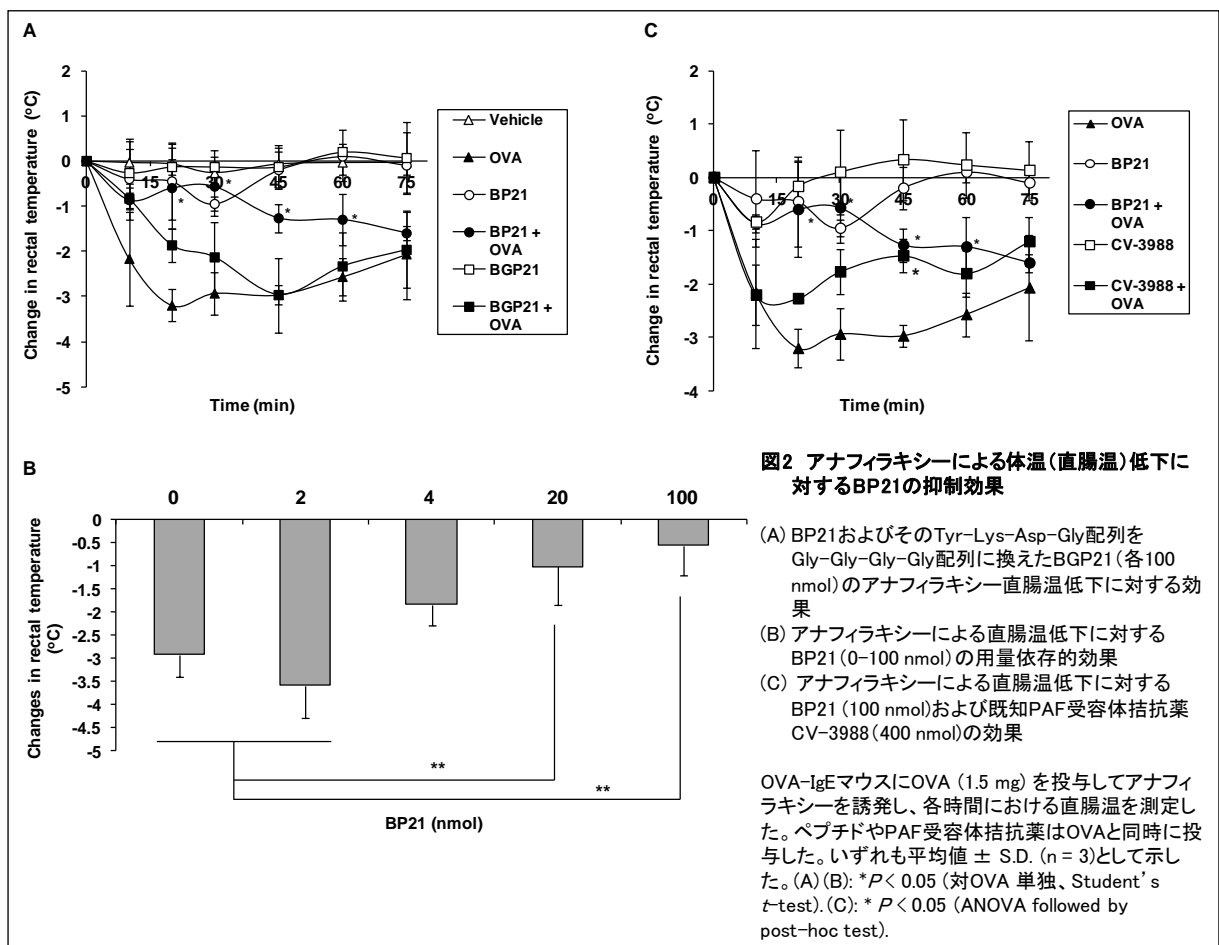 A
2
1
0
-1
-2
-3
-4
-5
0
15
30
45
60
75
Change in rectal temperature (°C)
Time (min)
*
*
*
*
Vehicle
OVA
BP21
BP21 +
OVA
BGP21
BGP21 +
OVA
C
2
1
0
-1
-2
-3
-4
0
15
30
45
60
75
Change in rectal temperature (°C)
Time (min)
*
*
*
*
*
OVA
BP21
BP21 +
OVA
CV-3988
CV-3988 +
OVA
B
0
2
4
20
100
0
-0.5
-1
-1.5
-2
-2.5
-3
-3.5
-4
-4.5
-5
Changes in rectal temperature
(°C)
**
**
BP21 (nmol)
図2 アナフィラキシーによる体温(直腸温)低下に
対するBP21の抑制効果
(A) BP21およびそのTyr-Lys-Asp-Gly配列を
Gly-Gly-Gly-Gly配列に換えたBGP21(各100
nmol)のアナフィラキシー直腸温低下に対する効
果
(B) アナフィラキシーによる直腸温低下に対する
BP21(0-100 nmol)の用量依存的効果
(C) アナフィラキシーによる直腸温低下に対する
BP21(100 nmol)および既知PAF受容体拮抗薬
CV-3988(400 nmol)の効果
OVA-IgEマウスにOVA (1.5 mg) を投与してアナフィ
ラキシーを誘発し、各時間における直腸温を測定し
た。ペプチドやPAF受容体拮抗薬はOVAと同時に投
与した。いずれも平均値 ± S.D. (n = 3)として示し
た。(A)(B): *P< 0.05 (対OVA 単独、Student's
t-test).(C): * P < 0.05 (ANOVA followed by
post-hoc test).